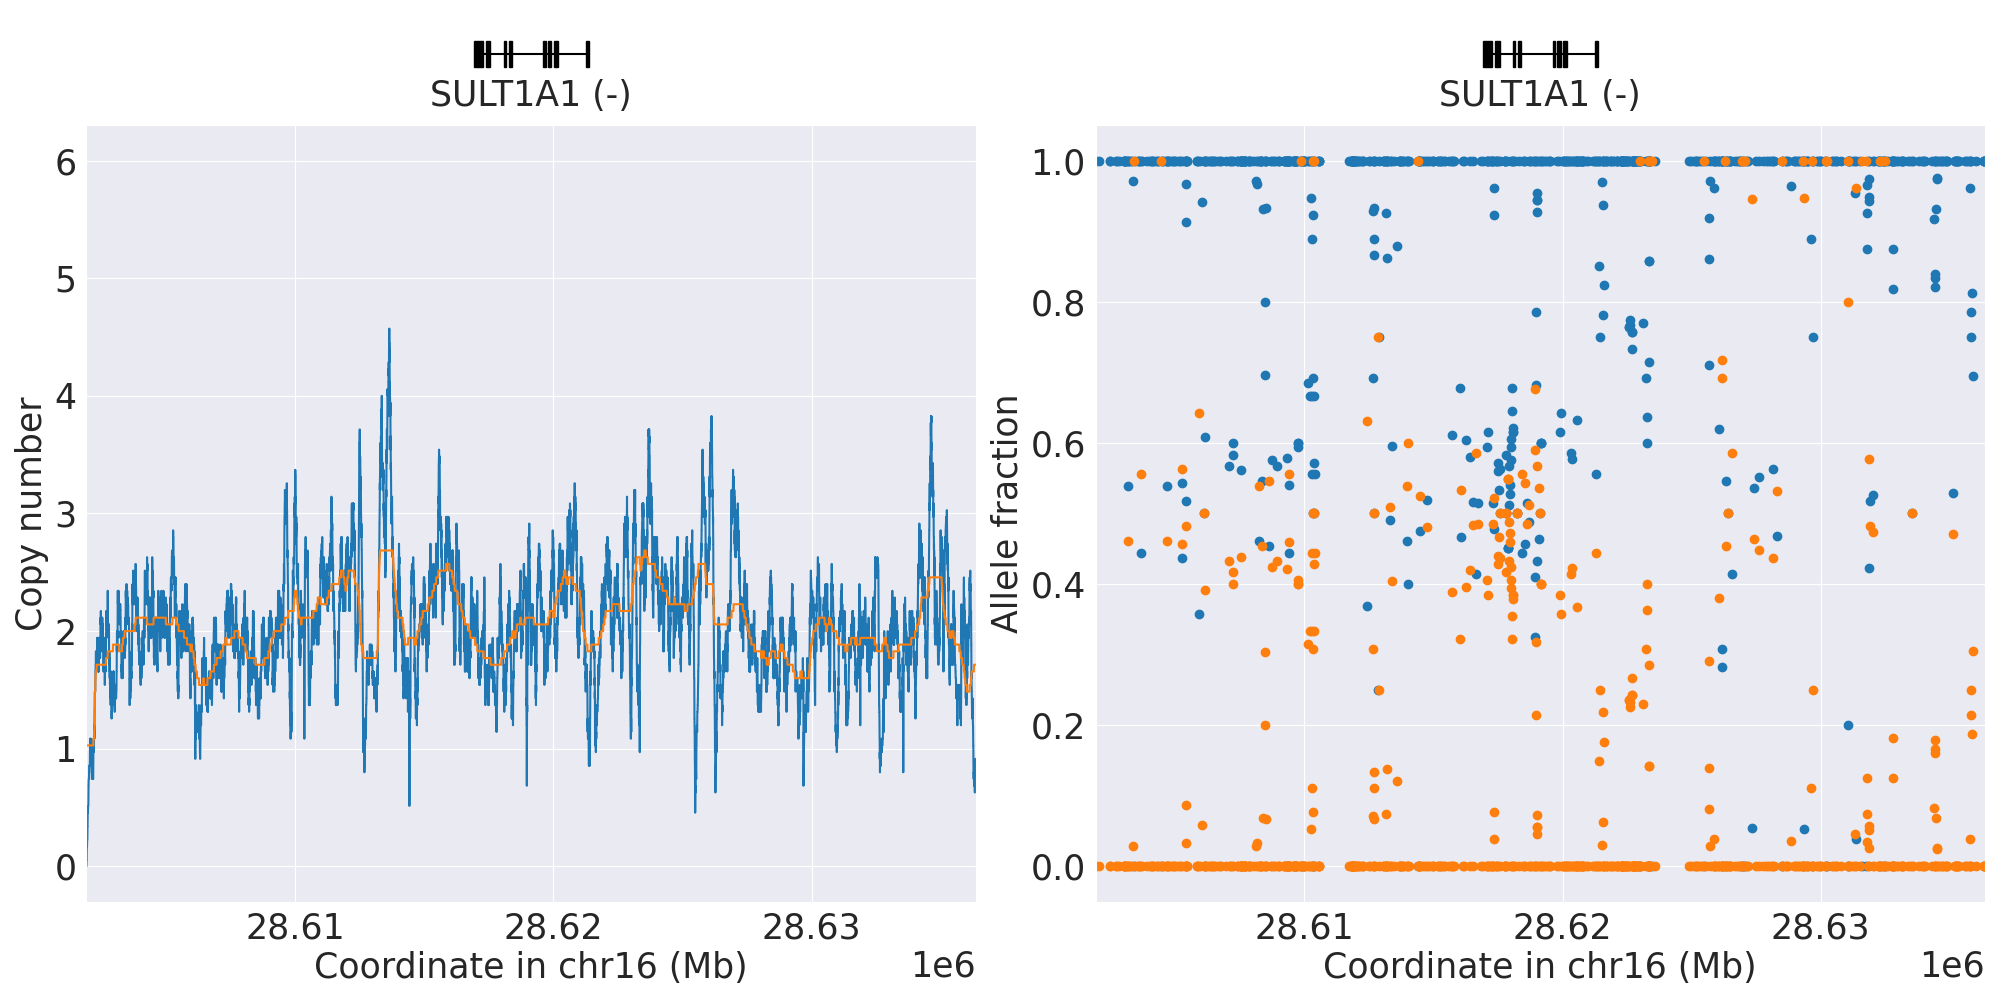 SULT1A1 (-)
Copy number
6
5
4
3
2
1
0
28.61
28.62
28.63
Coordinate in chr16 (Mb)
1e6
SULT1A1 (-)
Allele fraction
1.0
0.8
0.6
0.4
0.2
0.0
28.61
28.62
28.63
Coordinate in chr16 (Mb)
1e6